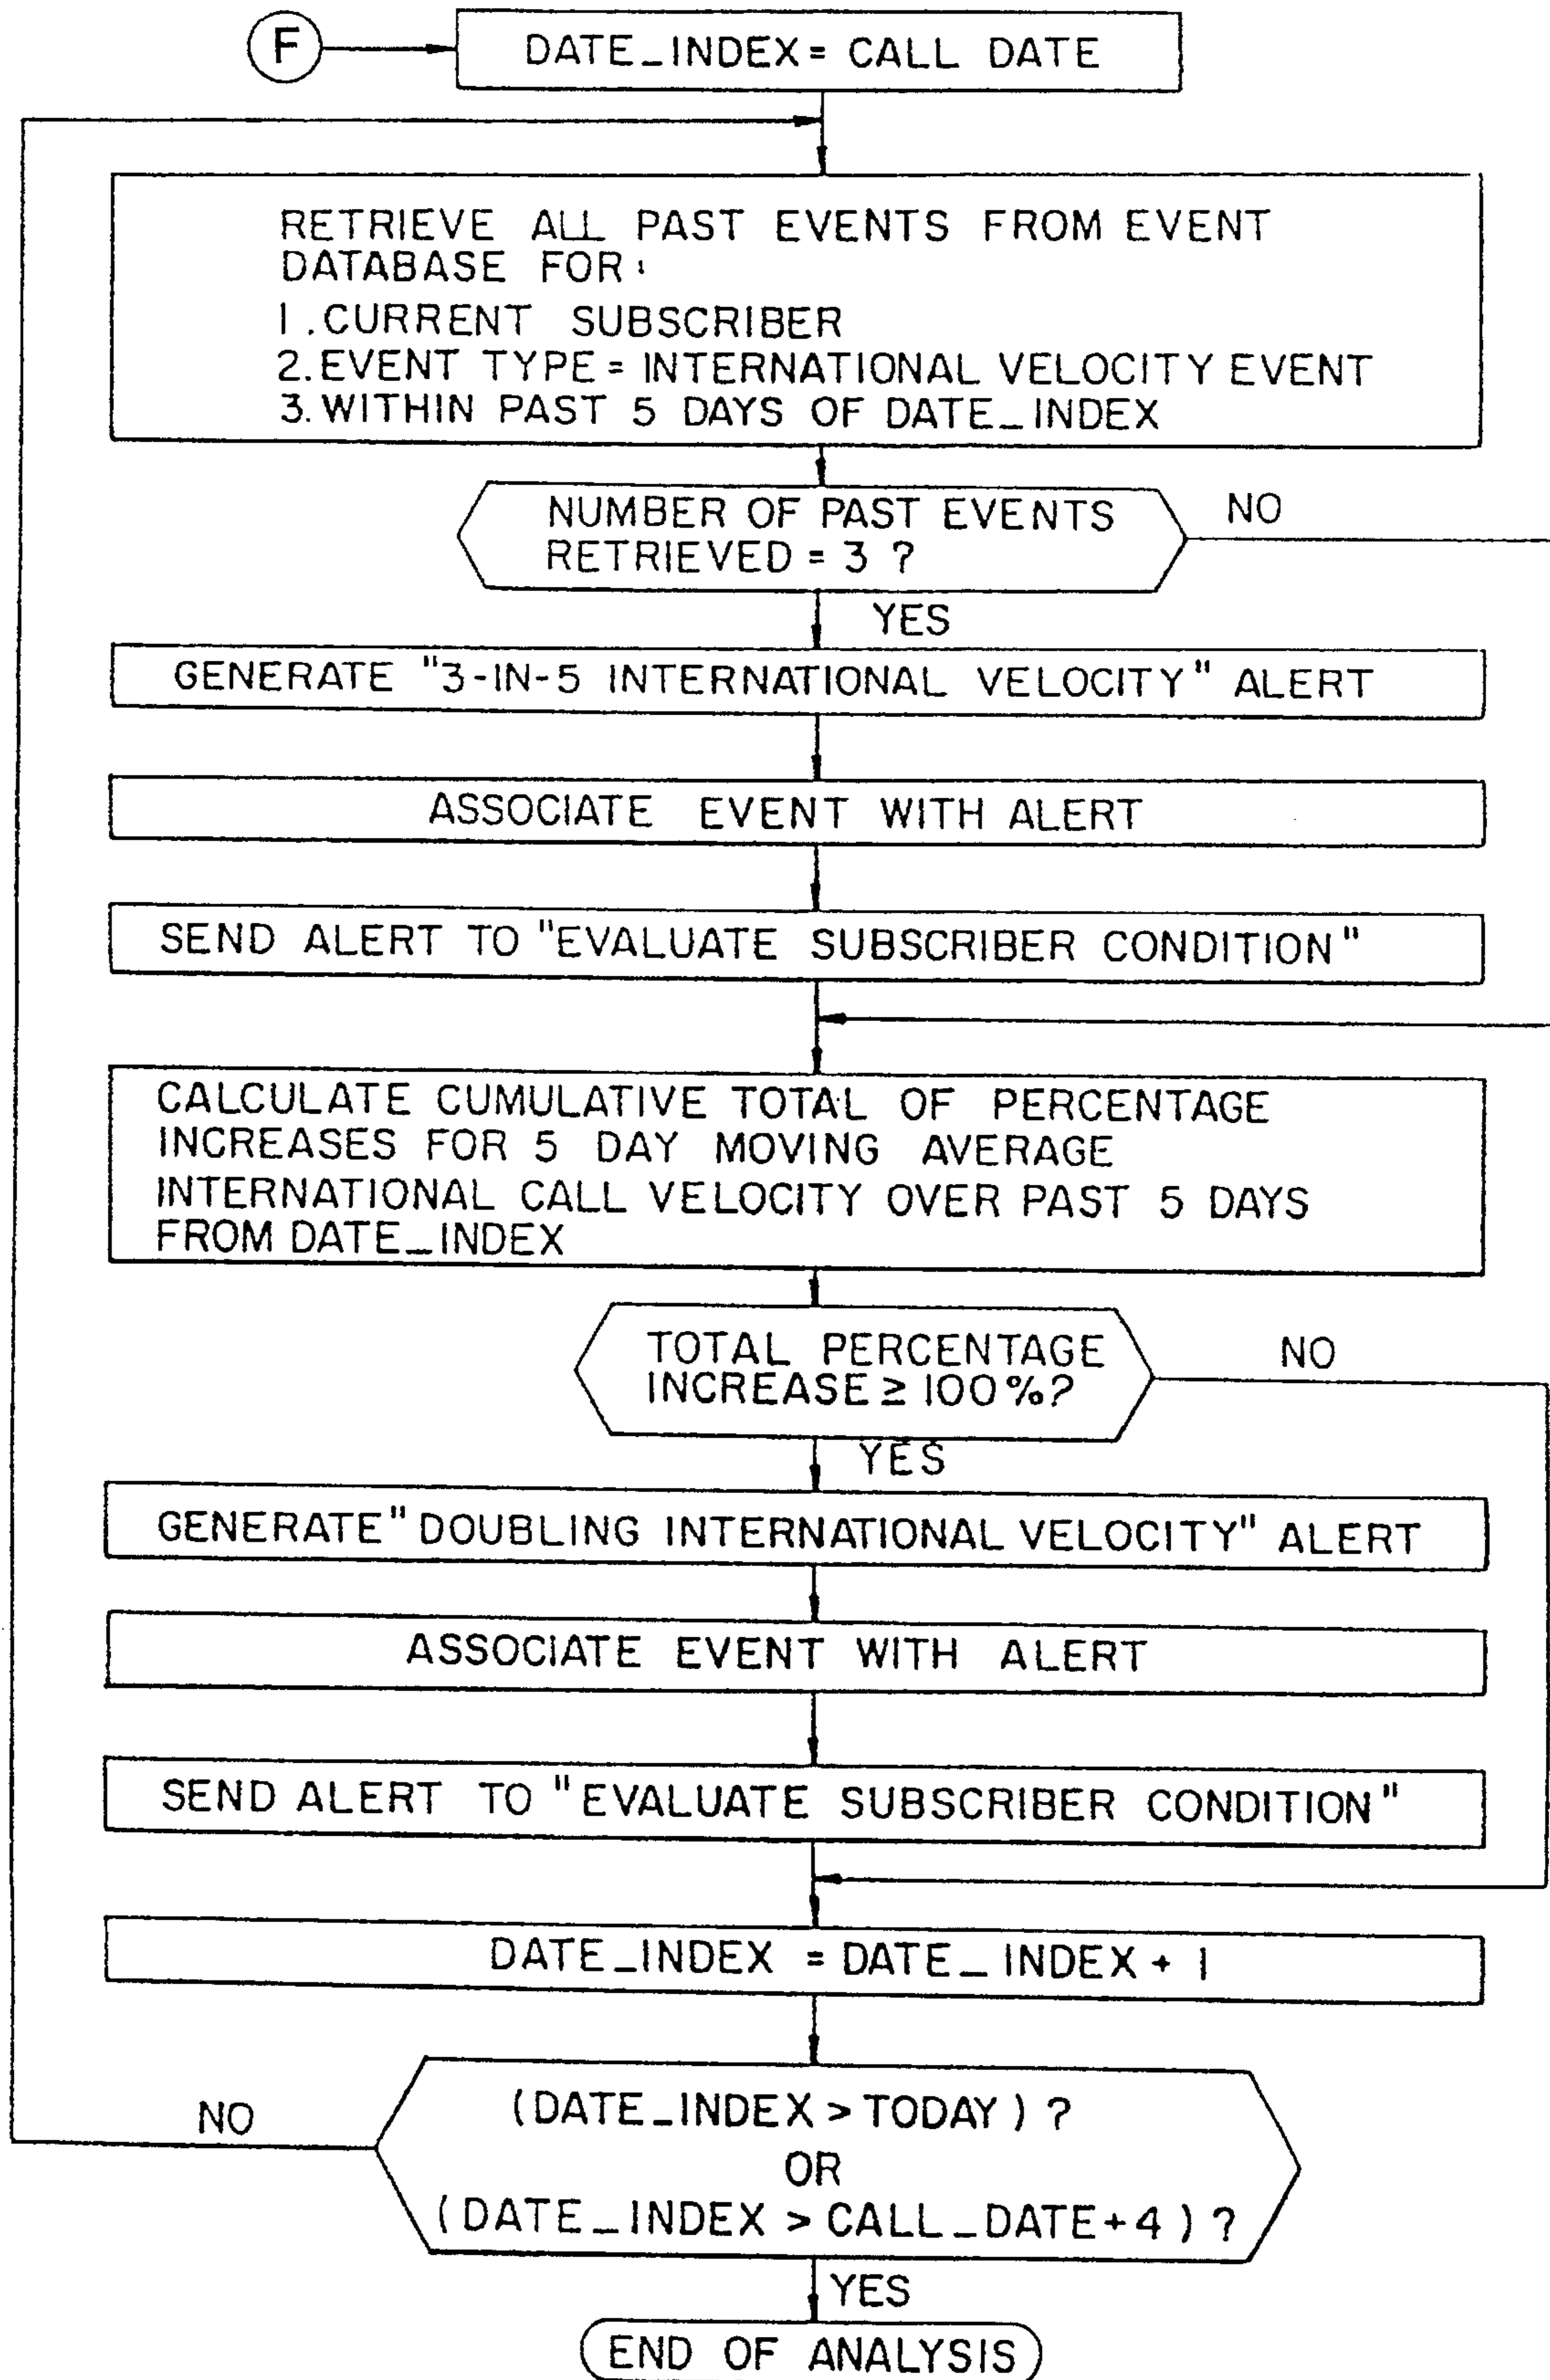 F
DATE_INDEX = CALL DATE
RETRIEVE ALL PAST EVENTS FROM EVENT
DATABASE FOR:
1. CURRENT SUBSCRIBER
2. EVENT TYPE = INTERNATIONAL VELOCITY EVENT
3. WITHIN PAST 5 DAYS OF DATE_INDEX
NUMBER OF PAST EVENTS
RETRIEVED = 3 ?
NO
YES
GENERATE "3-IN-5 INTERNATIONAL VELOCITY" ALERT
ASSOCIATE EVENT WITH ALERT
SEND ALERT TO "EVALUATE SUBSCRIBER CONDITION"
CALCULATE CUMULATIVE TOTAL OF PERCENTAGE
INCREASES FOR 5 DAY MOVING AVERAGE
INTERNATIONAL CALL VELOCITY OVER PAST 5 DAYS
FROM DATE_INDEX
TOTAL PERCENTAGE
INCREASE ≥ 100%?
NO
YES
GENERATE "DOUBLING INTERNATIONAL VELOCITY" ALERT
ASSOCIATE EVENT WITH ALERT
SEND ALERT TO "EVALUATE SUBSCRIBER CONDITION"
DATE_INDEX = DATE_INDEX + 1
NO
(DATE_INDEX > TODAY) ?
OR
(DATE_INDEX > CALL_DATE+4) ?
YES
END OF ANALYSIS